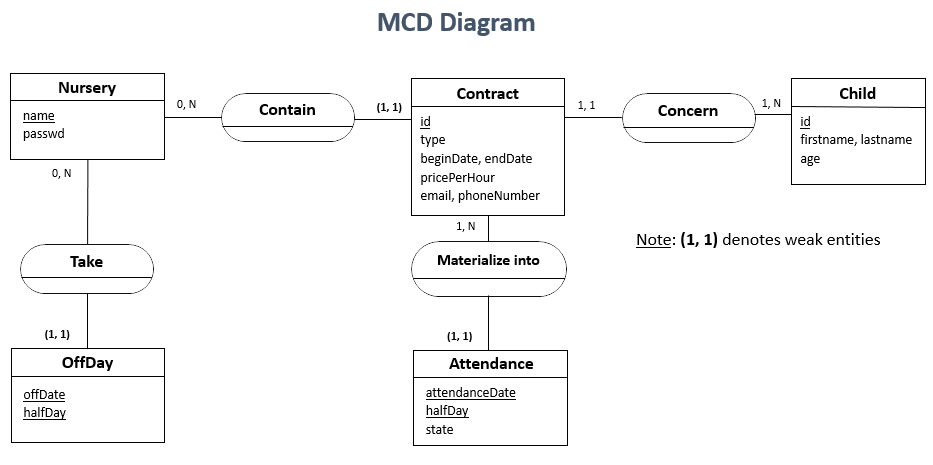 MCD Diagram
Nursery
name
passwd
0, N
Contain
(1, 1)
Contract
id
type
beginDate, endDate
pricePerHour
email, phoneNumber
1, 1
Concern
1, N
Child
id
firstname, lastname
age
0, N
Take
(1, 1)
OffDay
offDate
halfDay
1, N
Materialize into
(1, 1)
Attendance
attendanceDate
halfDay
state
Note: (1, 1) denotes weak entities